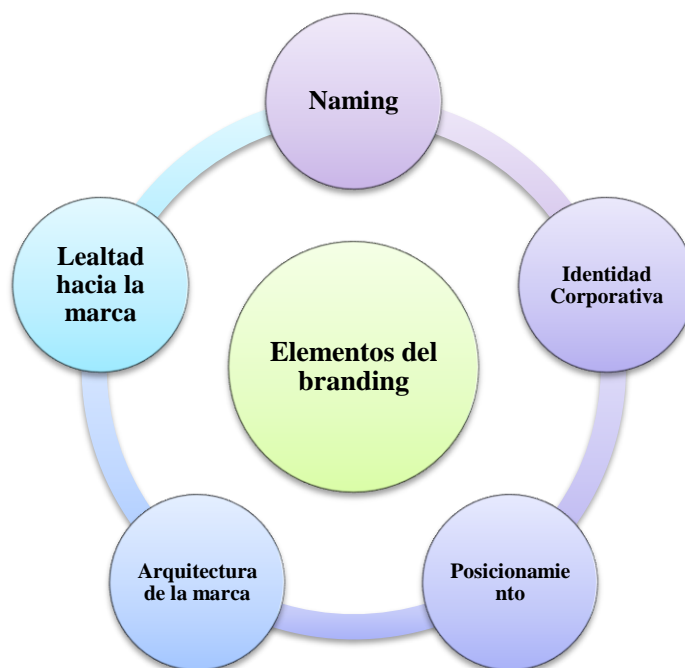 Naming
Identidad
Corporativa
Posicionamie
nto
Arquitectura
de la marca
Lealtad
hacia la
marca
Elementos del
branding